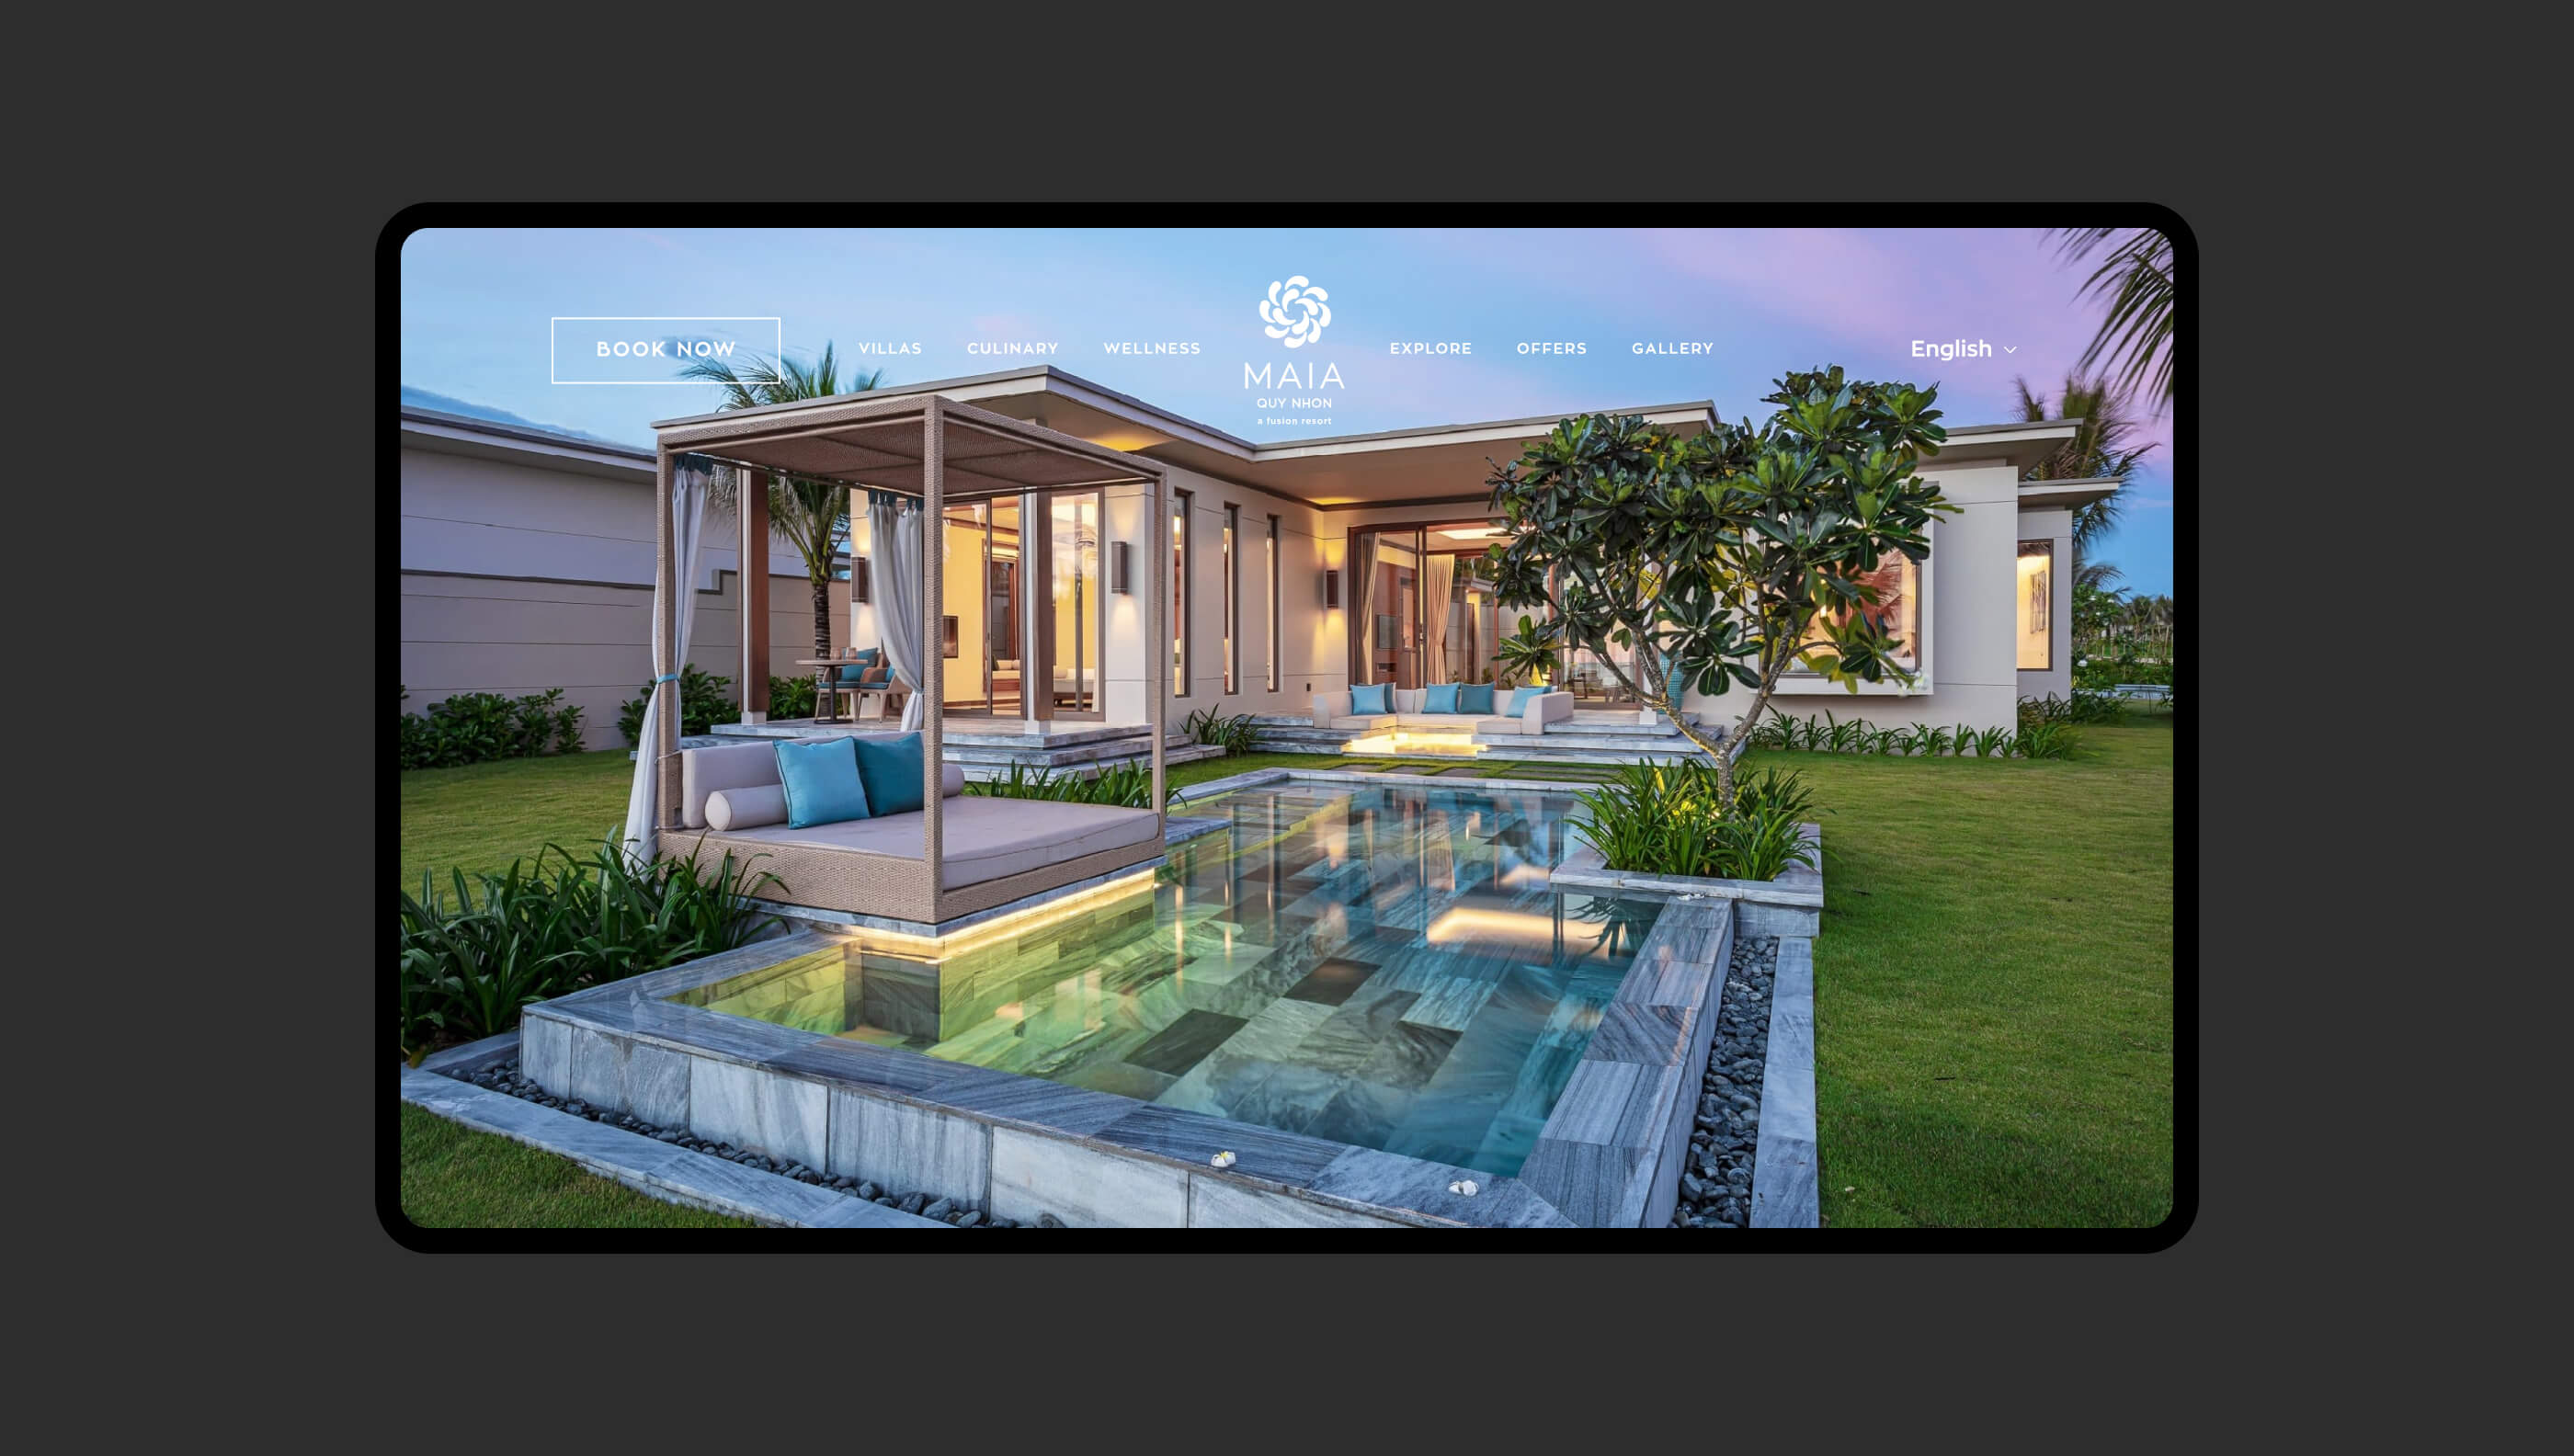 BOOK NOW
VILLAS
CULINARY
WELLNESS
MAIA
QUY NHON
a fusion resort
EXPLORE
OFFERS
GALLERY
English